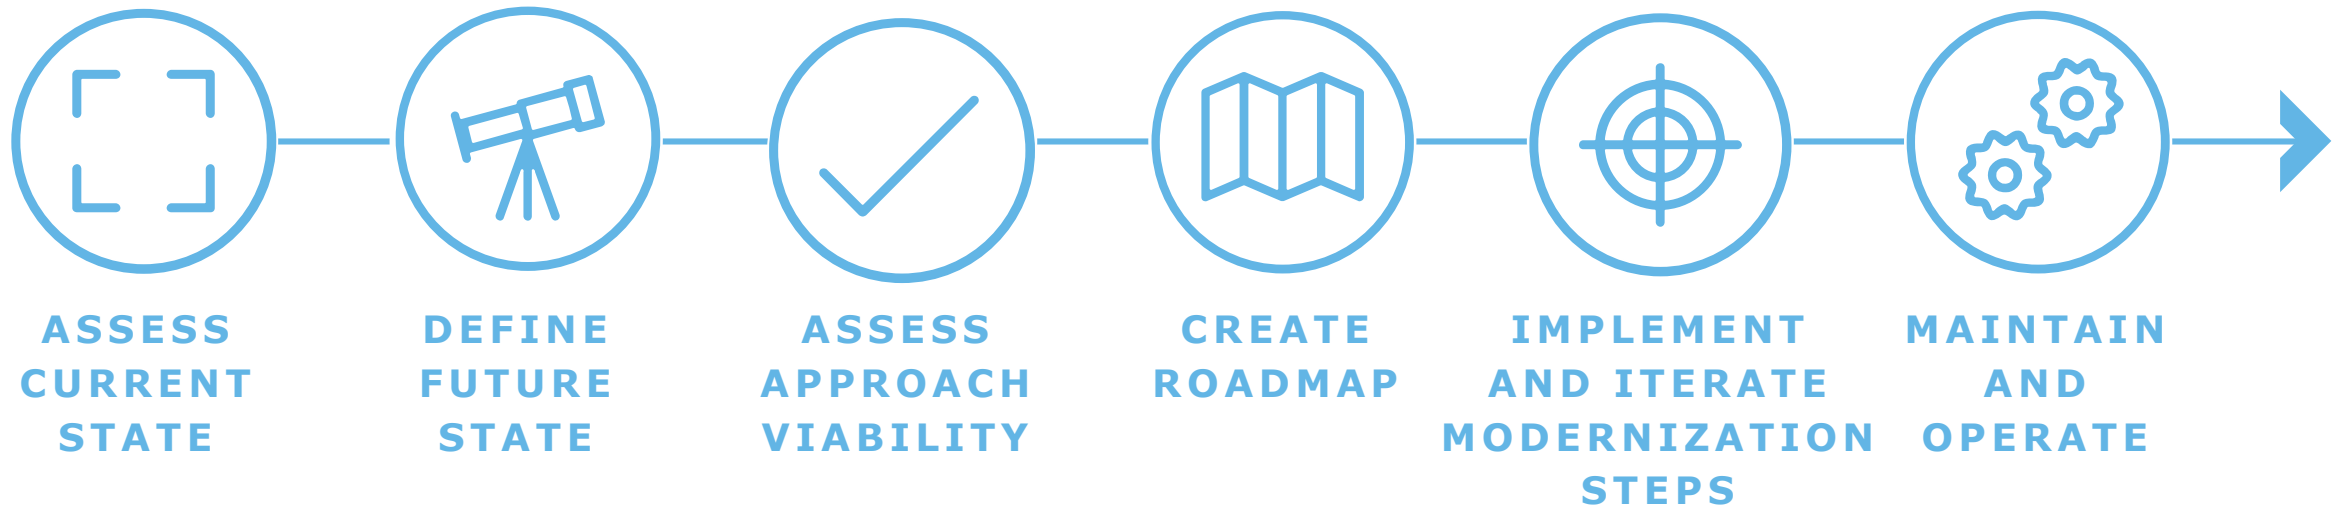 ASSESS
CURRENT
STATE
DEFINE
FUTURE
STATE
ASSESS
APPROACH
VIABILITY
CREATE
ROADMAP
IMPLEMENT
AND ITERATE
MODERNIZATION
STEPS
MAINTAIN
AND
OPERATE